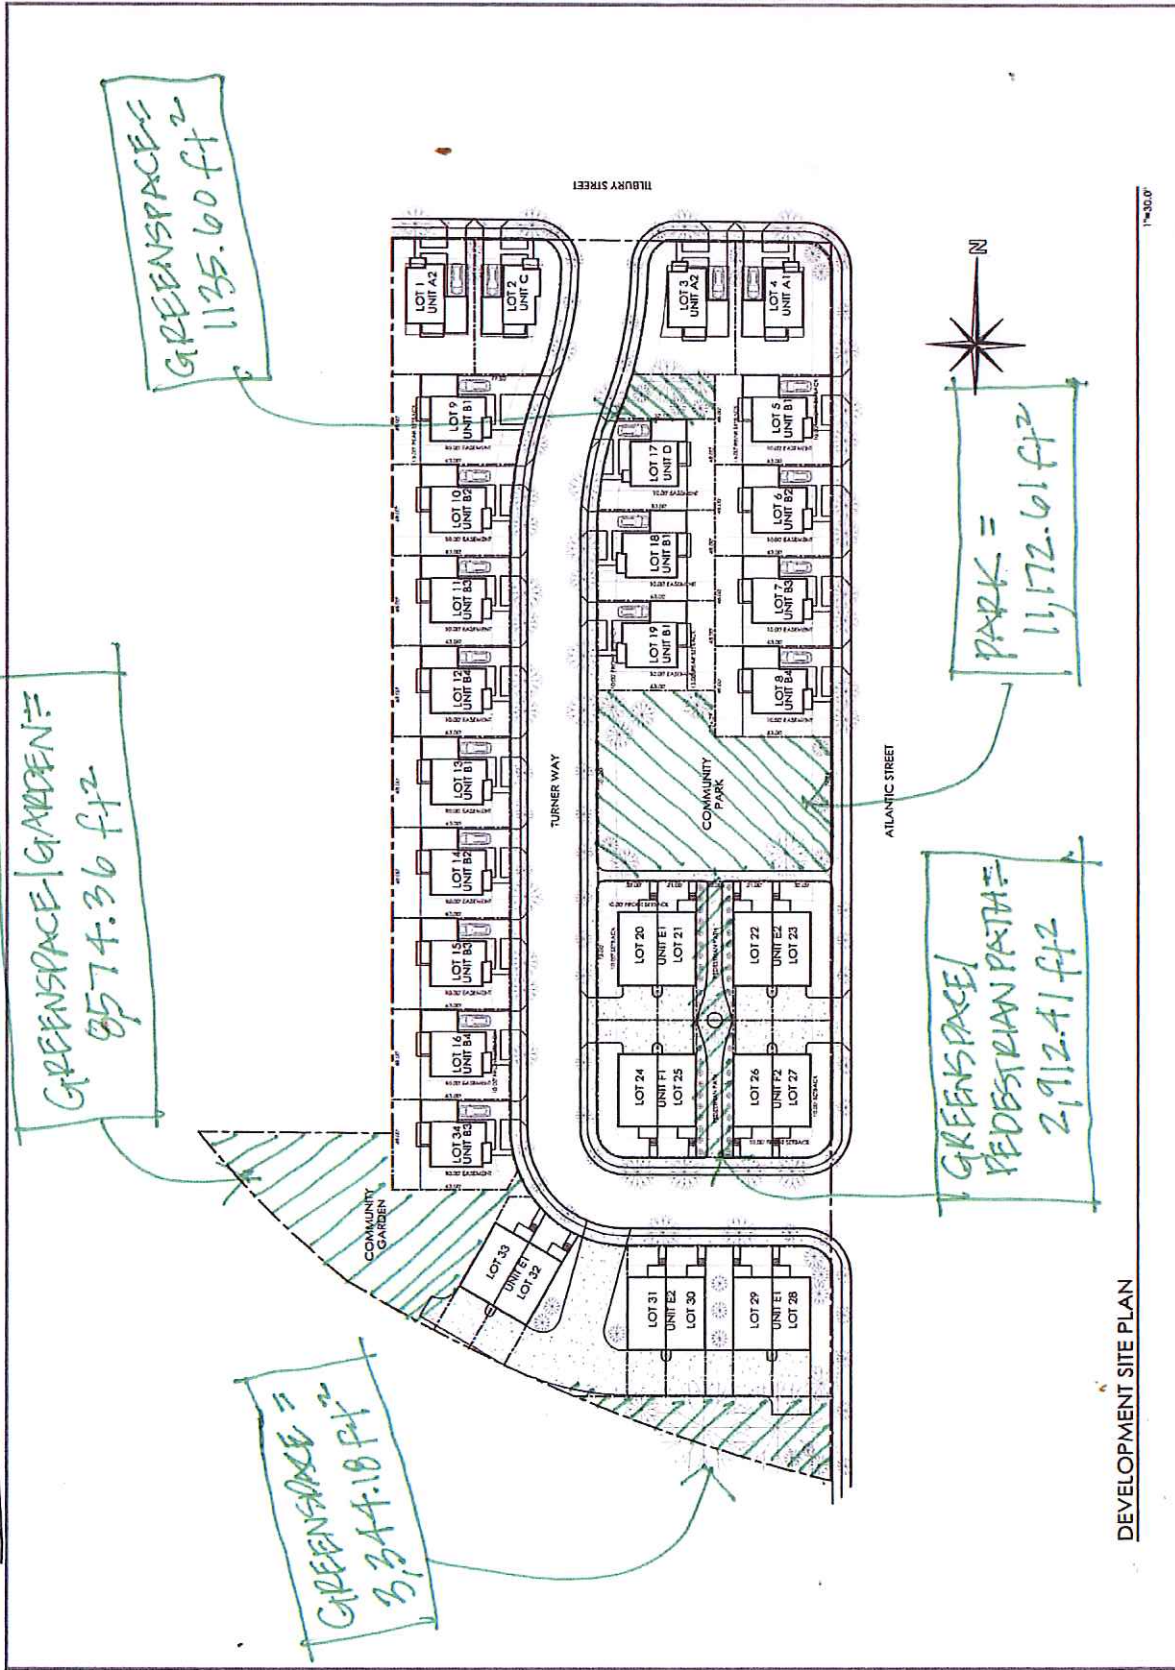 GREENSPACE=
1135.60 ft²
GREENSPACE/GARDEN=
8574.36 ft²
GREENSPACE =
3,344.18 ft²
PARK =
11,172.61 ft²
GREENSPACE/
PEDESTRIAN PATH=
2,912.41 ft²
TILBURY STREET
LOT 1
UNIT A2
LOT 2
UNIT C
LOT 3
UNIT A2
LOT 4
UNIT A1
LOT 9
UNIT B1
LOT 10
UNIT B2
LOT 11
UNIT B3
LOT 12
UNIT B4
LOT 13
UNIT B1
LOT 14
UNIT B2
LOT 15
UNIT B3
LOT 16
UNIT B4
LOT 34
UNIT B3
LOT 17
UNIT D
LOT 18
UNIT B1
LOT 19
UNIT B1
LOT 5
UNIT B1
LOT 6
UNIT B2
LOT 7
UNIT B3
LOT 8
UNIT B4
TURNER WAY
COMMUNITY
PARK
ATLANTIC STREET
LOT 20
UNIT E1
LOT 21
LOT 22
UNIT E2
LOT 23
LOT 24
UNIT F1
LOT 25
LOT 26
UNIT F2
LOT 27
COMMUNITY
GARDEN
LOT 33
UNIT E1
LOT 32
LOT 31
UNIT E2
LOT 30
LOT 29
UNIT E1
LOT 28
N
DEVELOPMENT SITE PLAN
1"=30.0'